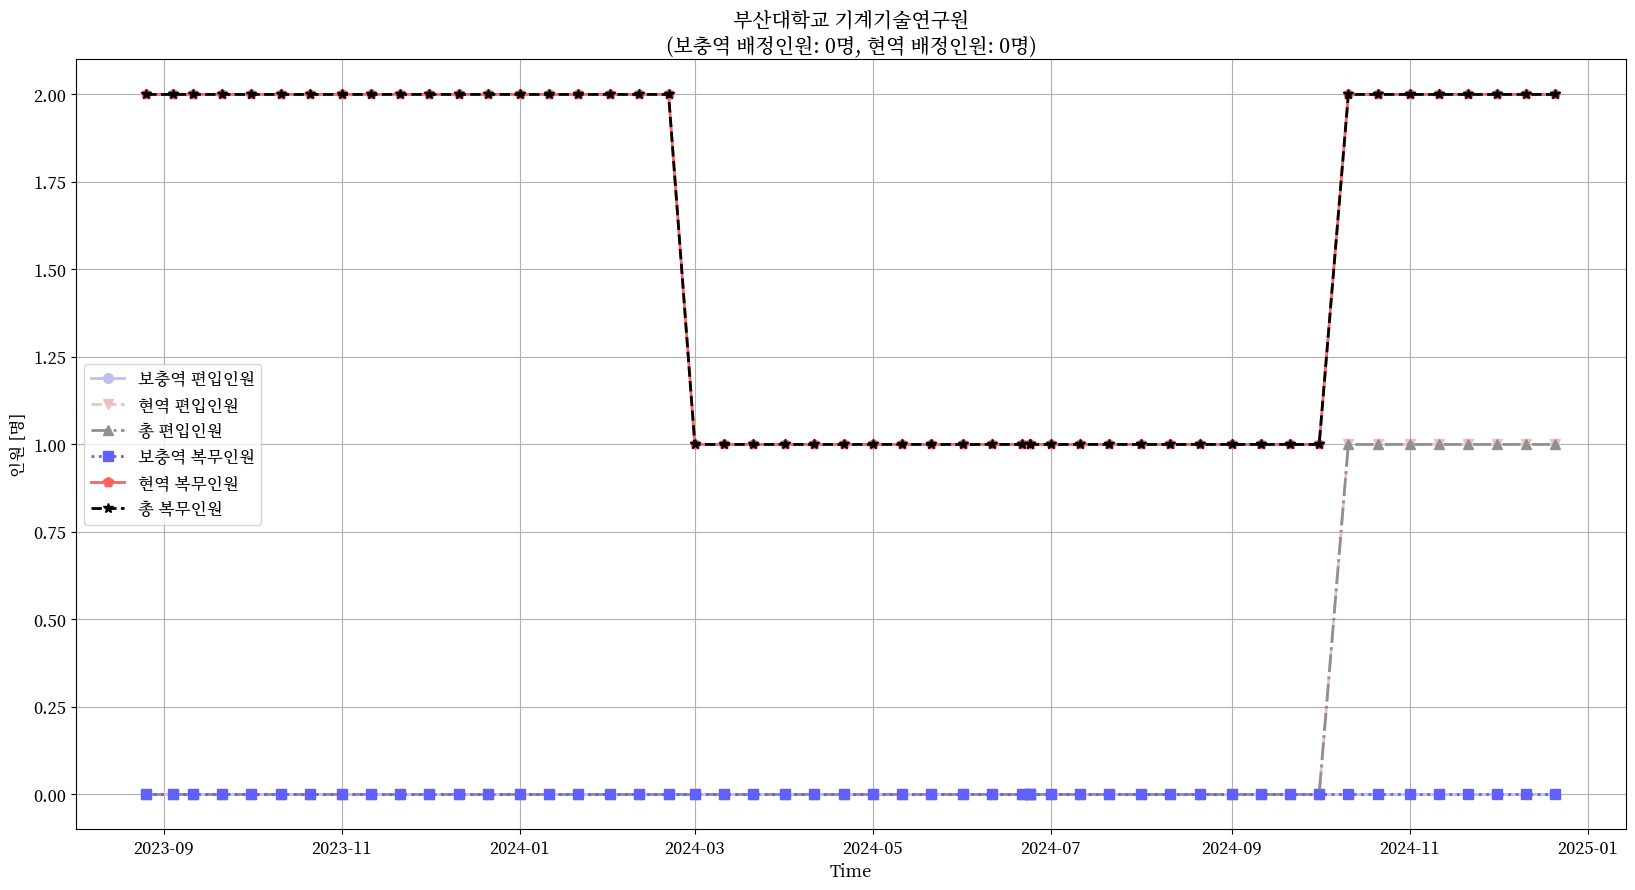 부산대학교 기계기술연구원
(보충역 배정인원: 0명, 현역 배정인원: 0명)
인원 [명]
2.00
1.75
1.50
1.25
1.00
0.75
0.50
0.25
0.00
보충역 편입인원
현역 편입인원
총 편입인원
보충역 복무인원
현역 복무인원
총 복무인원
2023-09
2023-11
2024-01
2024-03
2024-05
2024-07
2024-09
2024-11
2025-01
Time